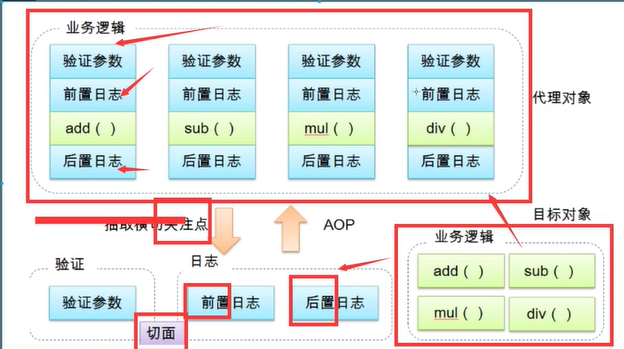 业务逻辑
验证参数 验证参数 验证参数 验证参数
前置日志 前置日志 前置日志 前置日志
add（ ） sub（ ） mul（ ） div（ ）
后置日志 后置日志 后置日志 后置日志
代理对象
抽取横切关注点
AOP
目标对象
业务逻辑
add（ ） sub（ ）
mul（ ） div（ ）
验证
日志
验证参数 前置日志 后置日志
切面